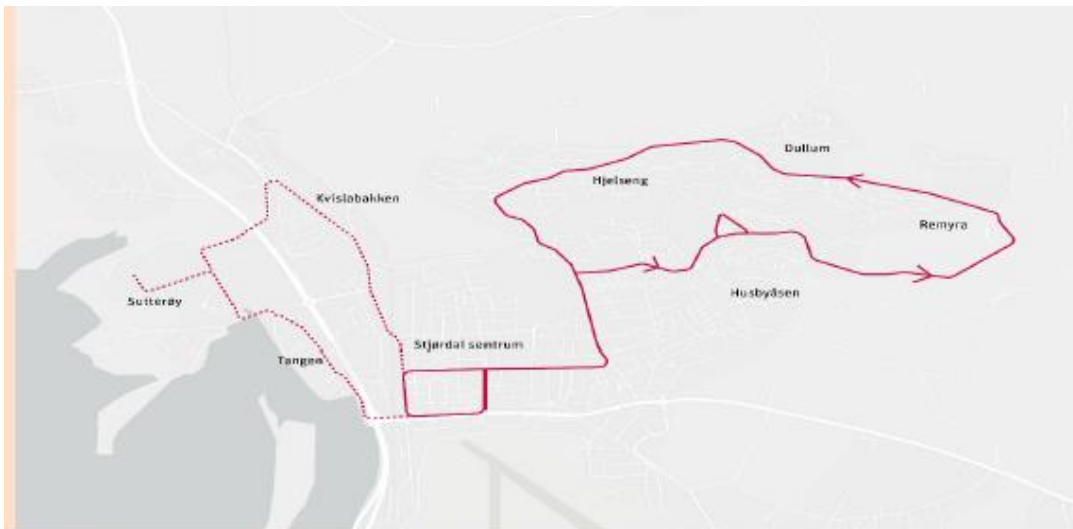 Dullum
Hjelseng
Kvislabakken
Remyra
Husbyåsen
Sutterøy
Stjørdal sentrum
Tangen